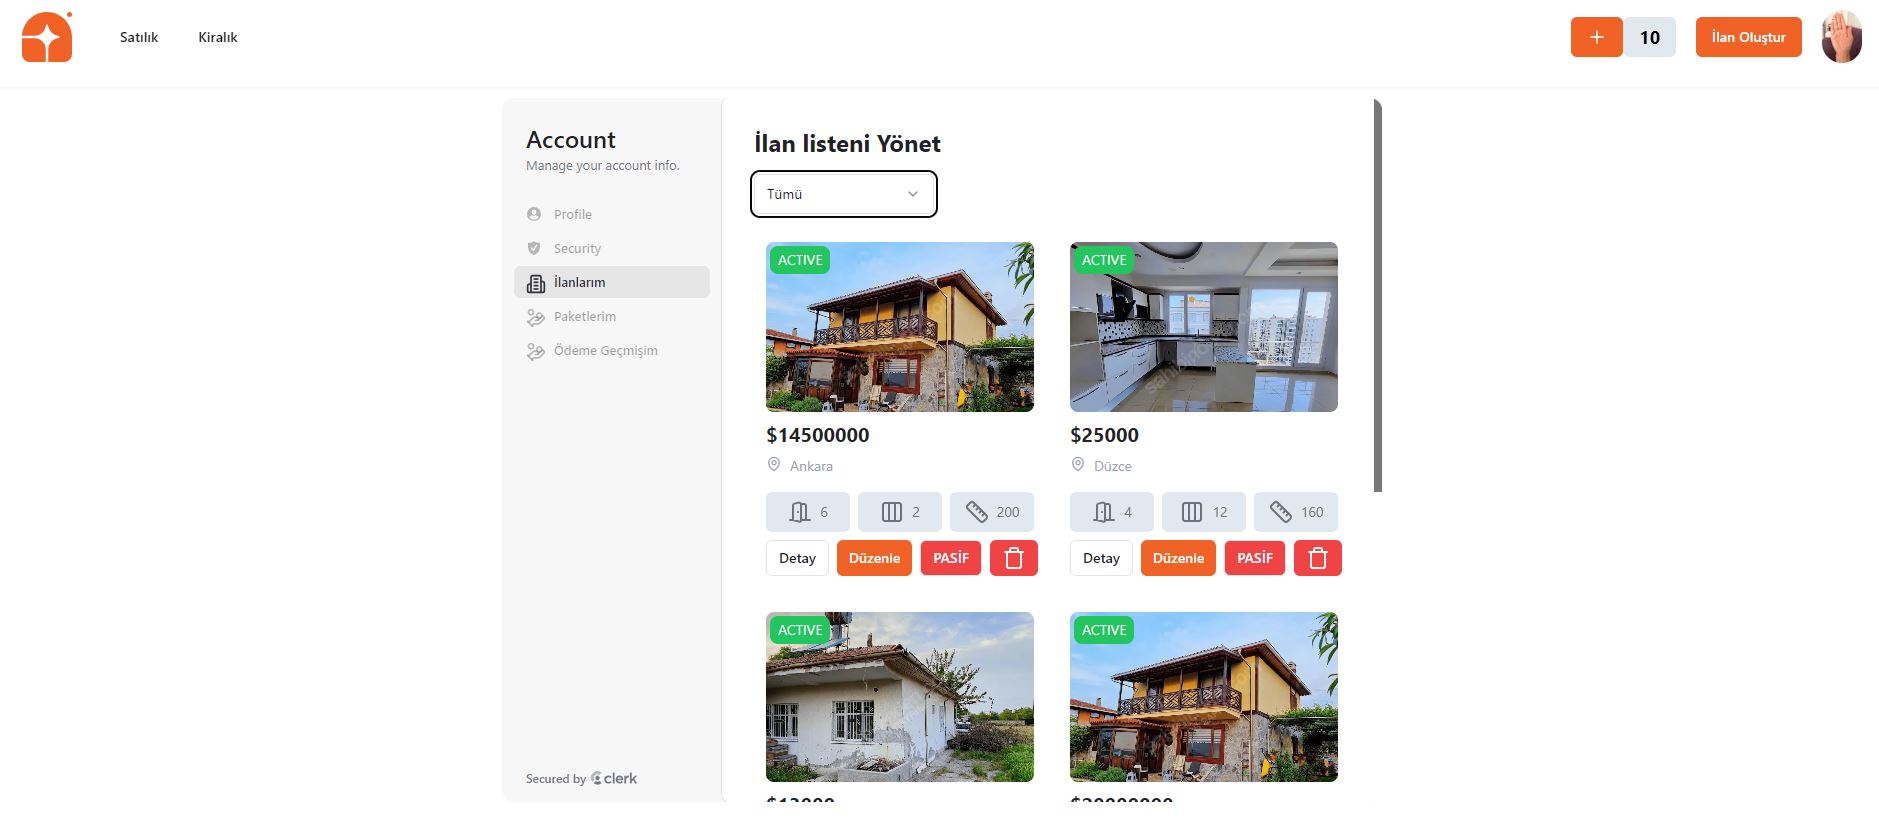 Satılık
Kiralık
10
İlan Oluştur
Account
Manage your account info.
Profile
Security
İlanlarım
Paketlerim
Ödeme Geçmişim
Secured by clerk
İlan listeni Yönet
Tümü
ACTIVE
ACTIVE
$14500000
$25000
Ankara
Düzce
6 2 200
4 12 160
Detay Düzenle PASİF
Detay Düzenle PASİF
ACTIVE
ACTIVE